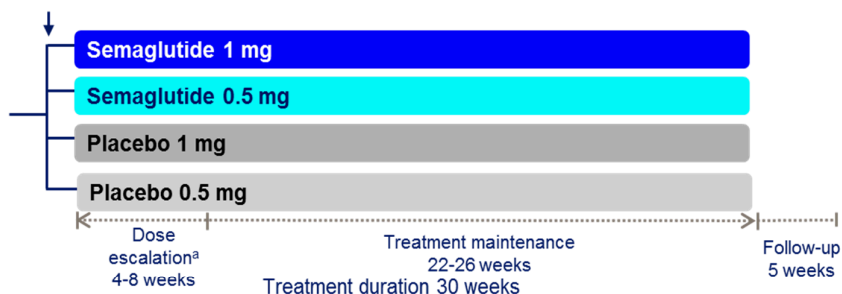 Semaglutide 1 mg
Semaglutide 0.5 mg
Placebo 1 mg
Placebo 0.5 mg
Dose
escalationª
4-8 weeks
Treatment maintenance
22-26 weeks
Follow-up
5 weeks
Treatment duration 30 weeks